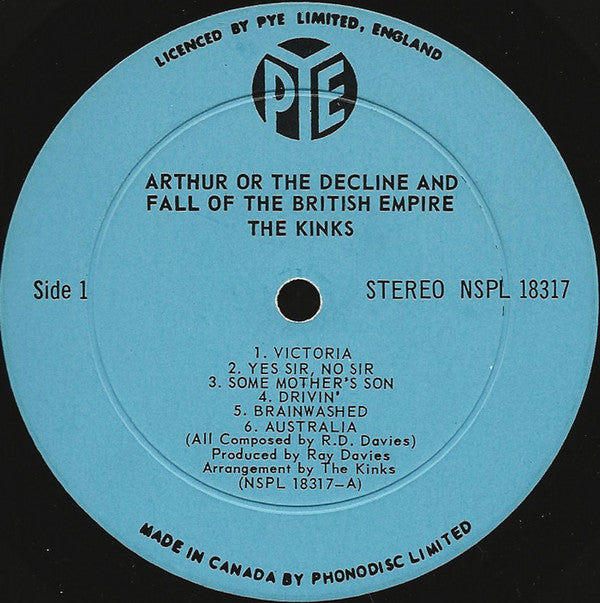 LICENCED BY PYE LIMITED, ENGLAND
PYE
ARTHUR OR THE DECLINE AND
FALL OF THE BRITISH EMPIRE
THE KINKS
Side 1
STEREO NSPL 18317
1. VICTORIA
2. YES SIR, NO SIR
3. SOME MOTHER'S SON
4. DRIVIN'
5. BRAINWASHED
6. AUSTRALIA
(All Composed by R.D. Davies)
Produced by Ray Davies
Arrangement by The Kinks
(NSPL 18317-A)
MADE IN CANADA BY PHONODISC LIMITED